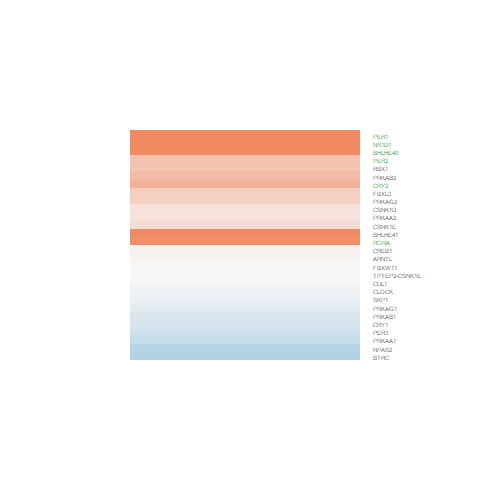 PER1
NR1D1
BHLHE40
PER2
RBX1
PRKAB2
CRY2
FBXL3
PRKAG2
CSNK1D
PRKAA2
CSNK1E
BHLHE41
RORA
CREB1
ARNTL
FBXW11
TPTEP2-CSNK1E
CUL1
CLOCK
SKP1
PRKAG1
PRKAB1
CRY1
PER3
PRKAA1
NPAS2
BTRC